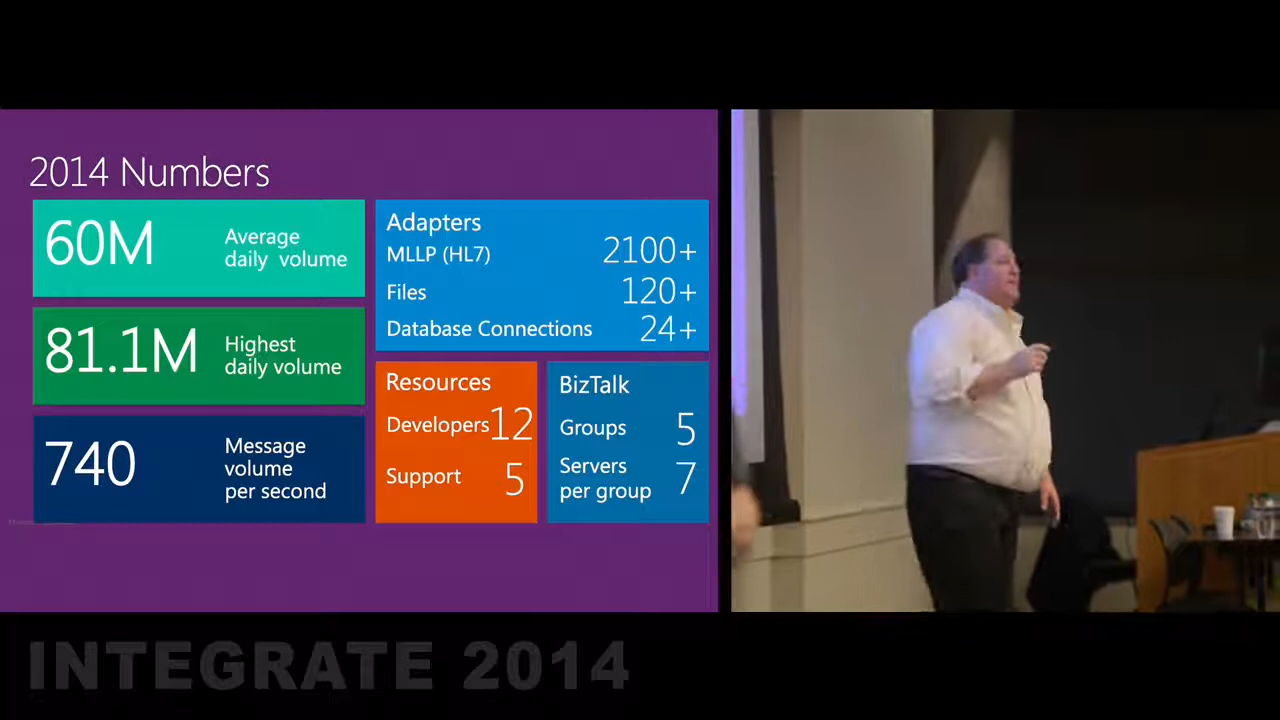 2014 Numbers
60M
Average
daily volume
81.1M
Highest
daily volume
740
Message
volume
per second
Adapters
MLLP (HL7) 2100+
Files 120+
Database Connections 24+
Resources
Developers 12
Support 5
BizTalk
Groups 5
Servers
per group 7
INTEGRATE 2014